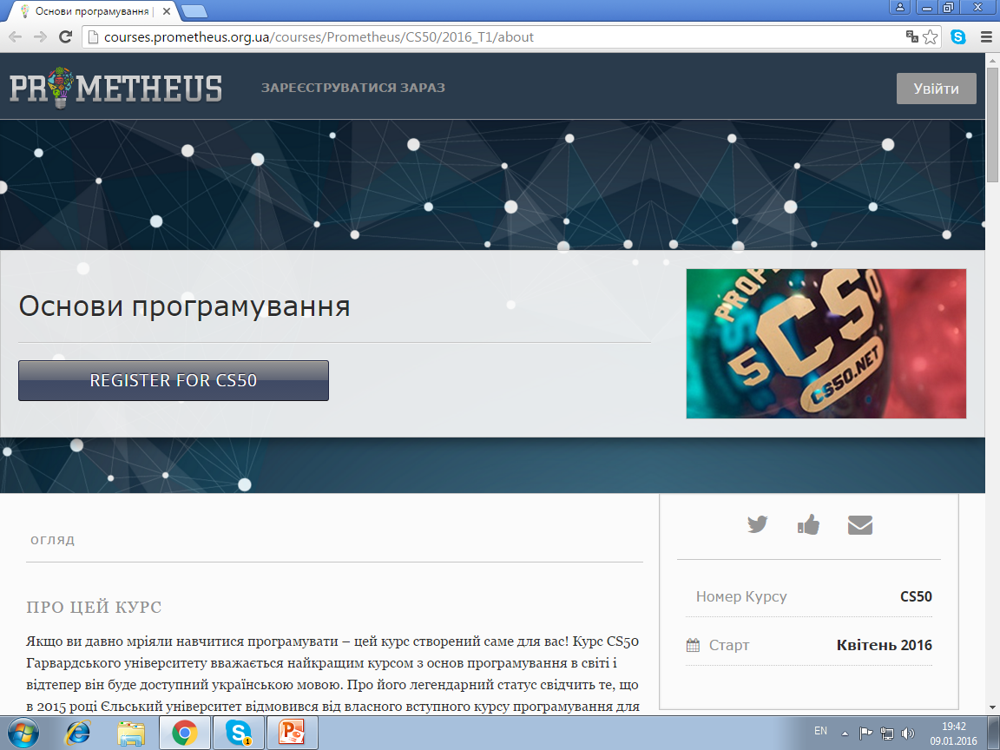 Основи програмування |
courses.prometheus.org.ua/courses/Prometheus/CS50/2016_T1/about
PROMETHEUS
ЗАРЕЄСТРУВАТИСЯ ЗАРАЗ
Увійти
Основи програмування
REGISTER FOR CS50
CS50
5
CS50.NET
ОГЛЯД
ПРО ЦЕЙ КУРС
Якщо ви давно мріяли навчитися програмувати – цей курс створений саме для вас! Курс CS50
Гарвардського університету вважається найкращим курсом з основ програмування в світі і
відтепер він буде доступний українською мовою. Про його легендарний статус свідчить те, що
в 2015 році Єльський університет відмовився від власного вступного курсу програмування для
Номер Курсу CS50
Старт Квітень 2016
1
EN
19:42
09.01.2016